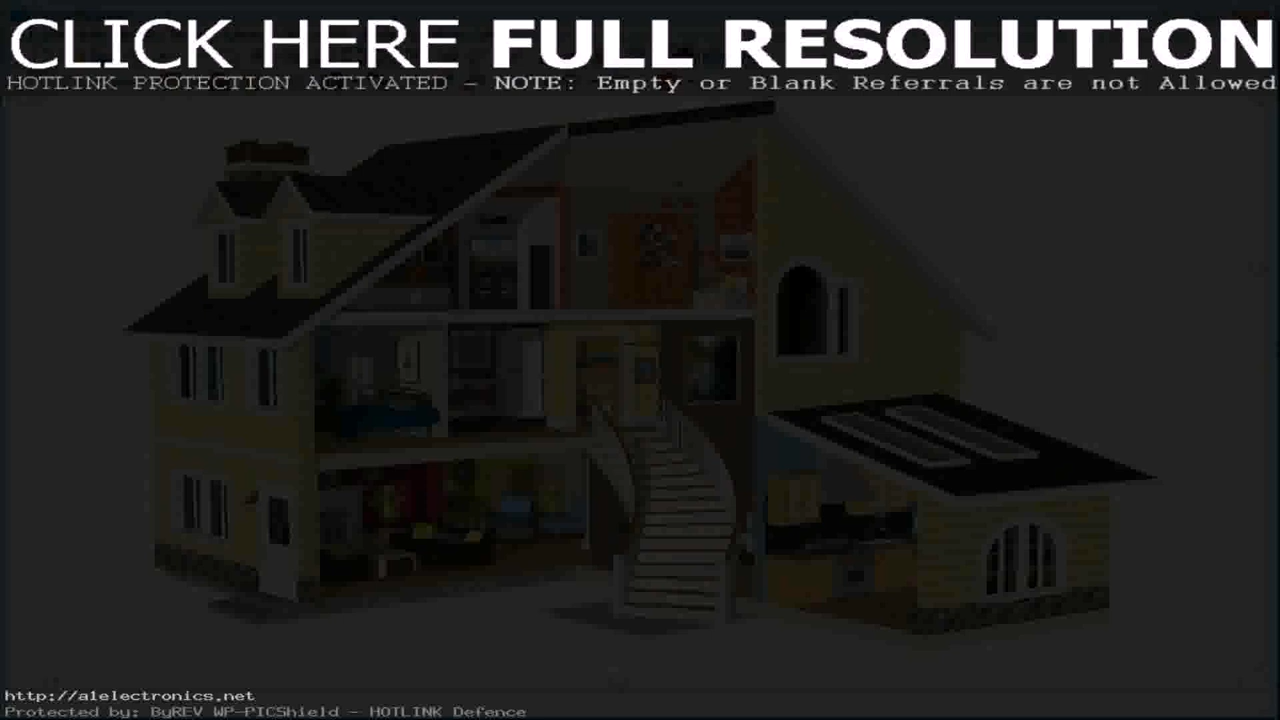 CLICK HERE FULL RESOLUTION
HOTLINK PROTECTION ACTIVATED - NOTE: Empty or Blank Referrals are not Allowed
http://a1electronics.net
Protected by: ByREV WP-PICShield - HOTLINK Defence